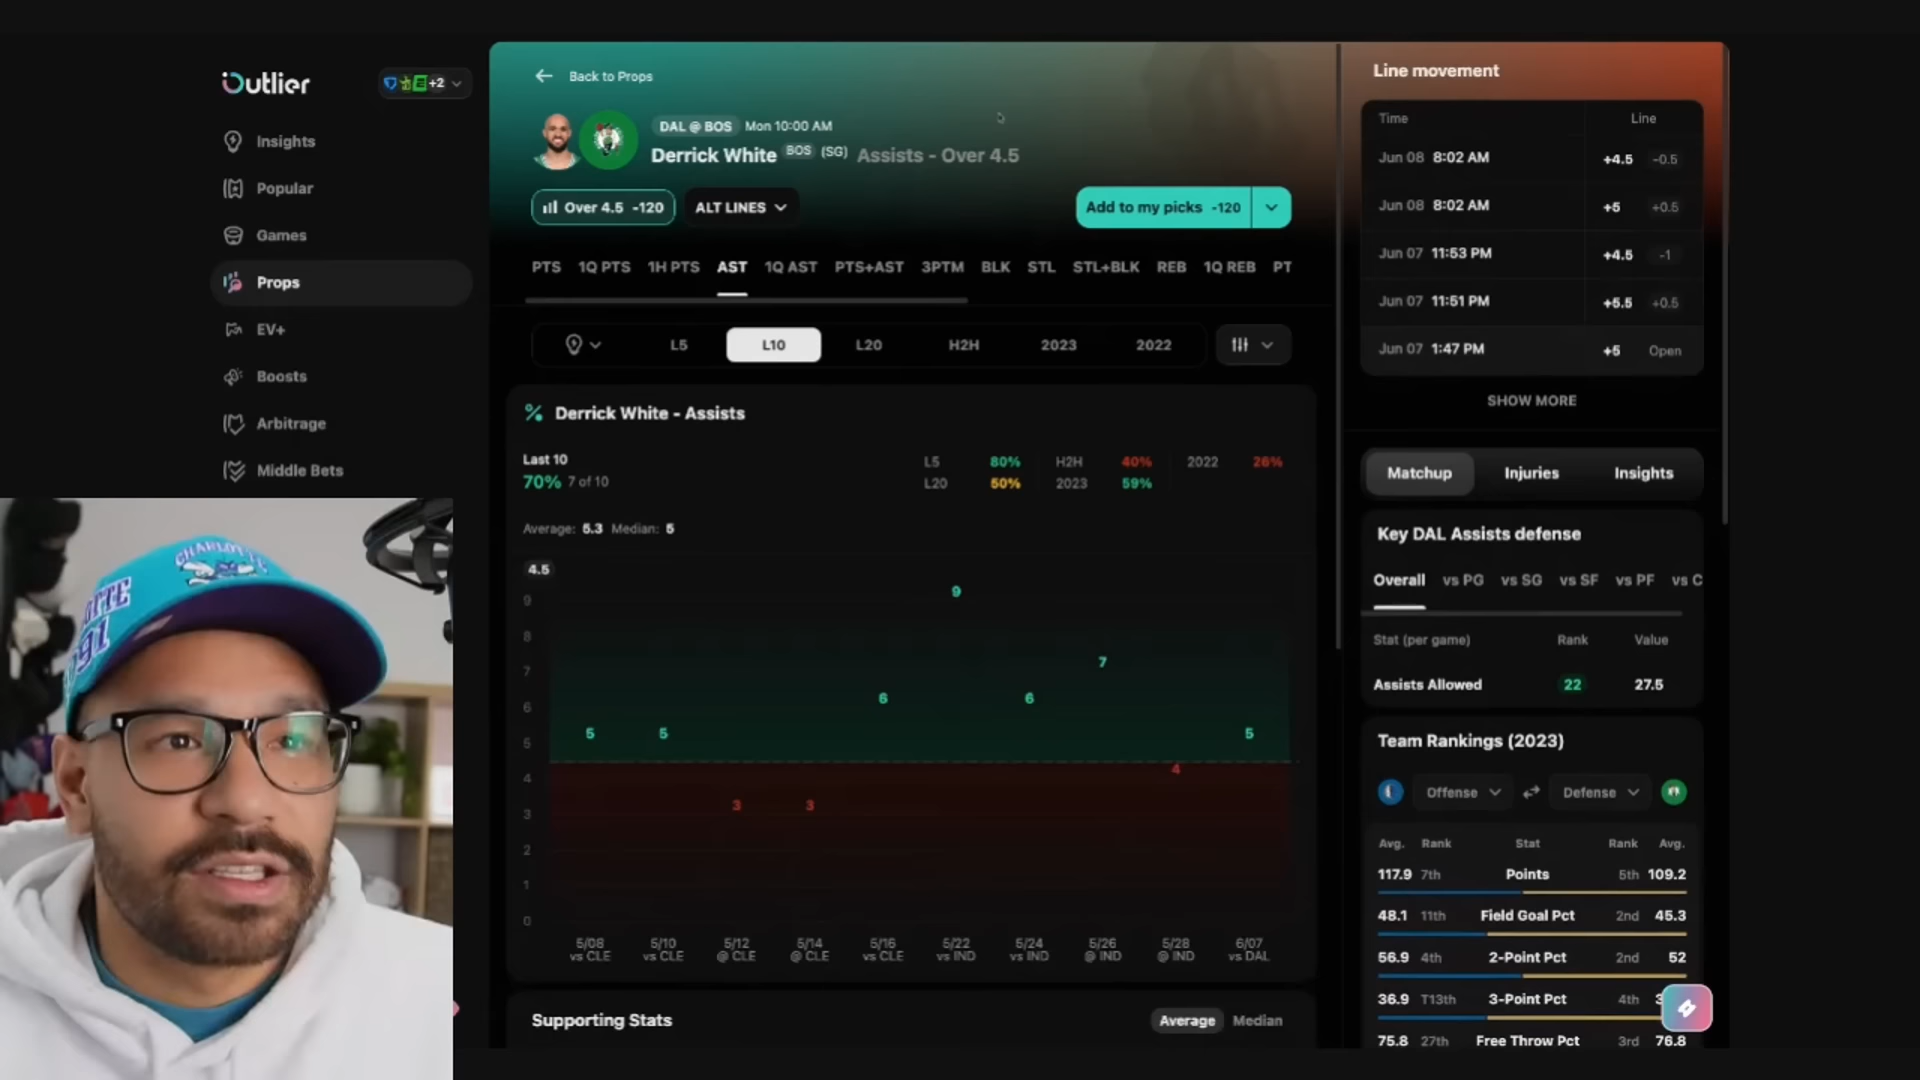 Outlier
+2
Insights
Popular
Games
Props
EV+
Boosts
Arbitrage
Middle Bets
Back to Props
DAL @ BOS Mon 10:00 AM
Derrick White BOS (SG) Assists - Over 4.5
Over 4.5 -120
ALT LINES
Add to my picks -120
PTS 1Q PTS 1H PTS AST 1Q AST PTS+AST 3PTM BLK STL STL+BLK REB 1Q REB PT
L5 L10 L20 H2H 2023 2022
% Derrick White - Assists
Last 10
70% 7 of 10
L5 80% H2H 40% 2022 26%
L20 50% 2023 59%
Average: 5.3 Median: 5
4.5
9
8
7
6
5
4
3
2
1
0
5
5
3
3
6
9
6
7
4
5
5/08 5/10 5/12 5/14 5/16 5/22 5/24 5/26 5/28 6/07
vs CLE vs CLE @ CLE @ CLE vs CLE vs IND vs IND @ IND @ IND vs DAL
Supporting Stats
Average Median
Line movement
Time Line
Jun 08 8:02 AM +4.5 -0.5
Jun 08 8:02 AM +5 +0.5
Jun 07 11:53 PM +4.5 -1
Jun 07 11:51 PM +5.5 +0.5
Jun 07 1:47 PM +5 Open
SHOW MORE
Matchup Injuries Insights
Key DAL Assists defense
Overall vs PG vs SG vs SF vs PF vs C
Stat (per game) Rank Value
Assists Allowed 22 27.5
Team Rankings (2023)
Offense Defense
Avg. Rank Stat Rank Avg.
117.9 7th Points 5th 109.2
48.1 11th Field Goal Pct 2nd 45.3
56.9 4th 2-Point Pct 2nd 52
36.9 T13th 3-Point Pct 4th
75.8 27th Free Throw Pct 3rd 76.8
CHARLOTTE